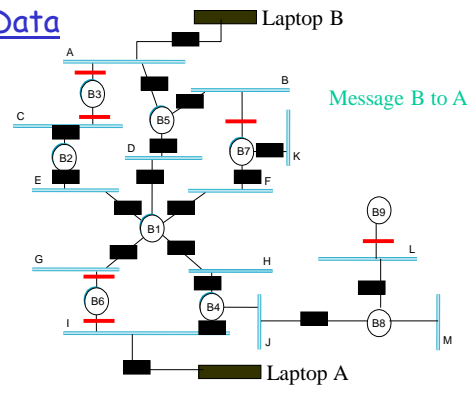 Data
Laptop B
A
B
Message B to A
B3
B5
C
D
B7
K
B2
E
F
B9
B1
L
G
H
B6
B4
B8
I
J
M
Laptop A